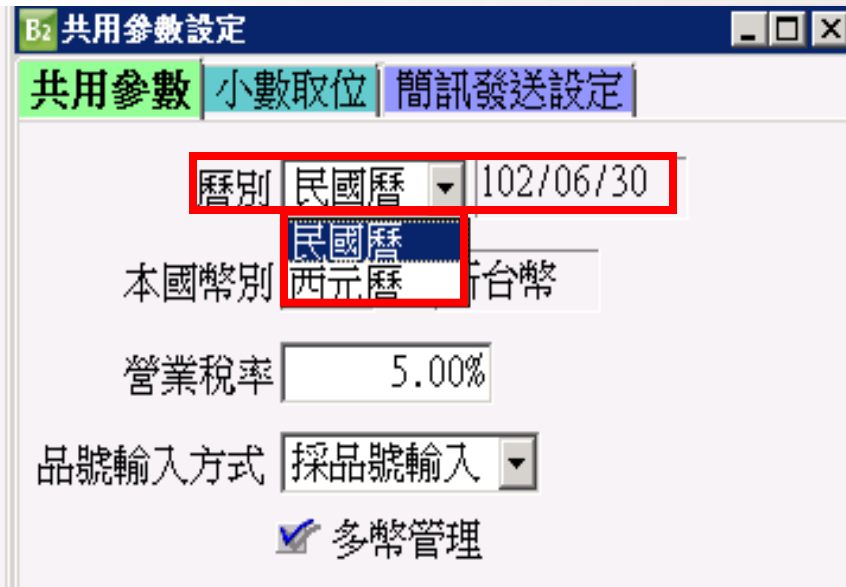 B2 共用參數設定
共用參數 小數取位 簡訊發送設定
曆別 民國曆 102/06/30
民國曆
西元曆
本國幣別 台幣
營業稅率 5.00%
品號輸入方式 採品號輸入
多幣管理